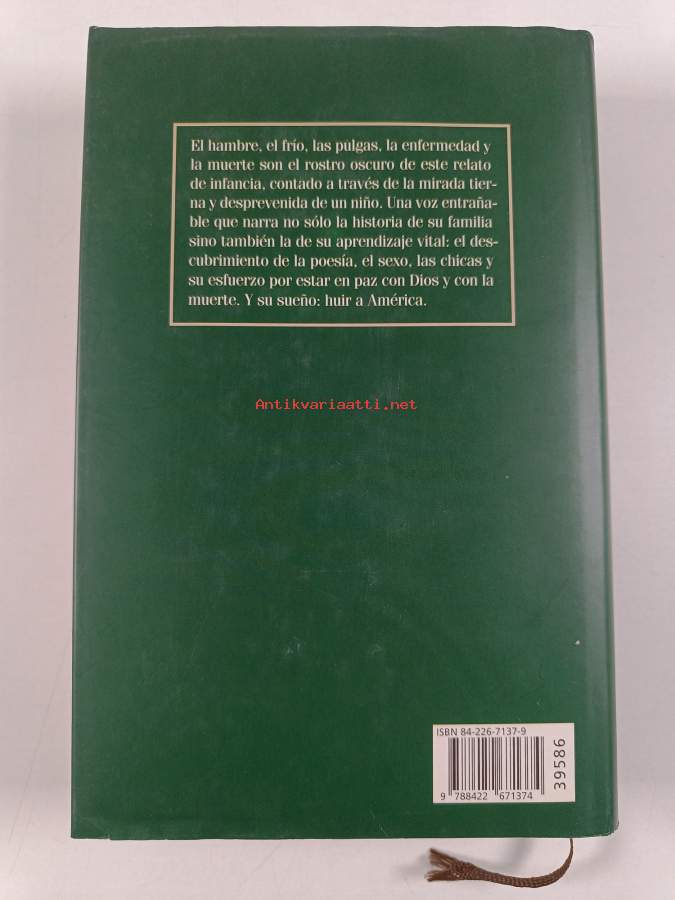 El hambre, el frío, las pulgas, la enfermedad y
la muerte son el rostro oscuro de este relato
de infancia, contado a través de la mirada tier-
na y desprevenida de un niño. Una voz entraña-
ble que narra no sólo la historia de su familia
sino también la de su aprendizaje vital: el des-
cubrimiento de la poesía, el sexo, las chicas y
su esfuerzo por estar en paz con Dios y con la
muerte. Y su sueño: huir a América.
Antikvariaatti.net
ISBN 84-226-7137-9
9 788422 671374
39586